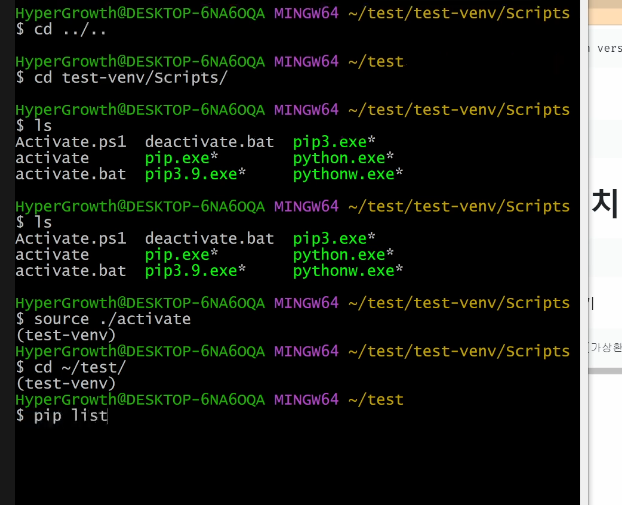 HyperGrowth@DESKTOP-6NA6OQA MINGW64 ~/test/test-venv/Scripts
$ cd ../..
HyperGrowth@DESKTOP-6NA6OQA MINGW64 ~/test
$ cd test-venv/Scripts/
HyperGrowth@DESKTOP-6NA6OQA MINGW64 ~/test/test-venv/Scripts
$ ls
Activate.ps1  deactivate.bat  pip3.exe*
activate      pip.exe*        python.exe*
activate.bat  pip3.9.exe*     pythonw.exe*
HyperGrowth@DESKTOP-6NA6OQA MINGW64 ~/test/test-venv/Scripts
$ ls
Activate.ps1  deactivate.bat  pip3.exe*
activate      pip.exe*        python.exe*
activate.bat  pip3.9.exe*     pythonw.exe*
HyperGrowth@DESKTOP-6NA6OQA MINGW64 ~/test/test-venv/Scripts
$ source ./activate
(test-venv)
HyperGrowth@DESKTOP-6NA6OQA MINGW64 ~/test/test-venv/Scripts
$ cd ~/test/
(test-venv)
HyperGrowth@DESKTOP-6NA6OQA MINGW64 ~/test
$ pip list
vers
치
가상환